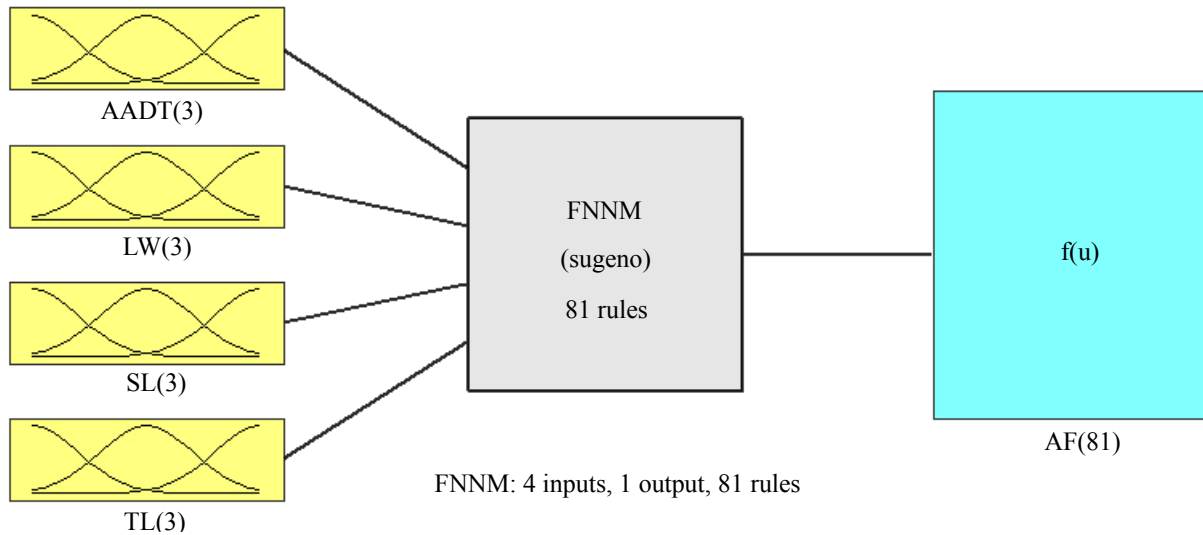 AADT(3)
LW(3)
SL(3)
TL(3)
FNNM
(sugeno)
81 rules
f(u)
AF(81)
FNNM: 4 inputs, 1 output, 81 rules